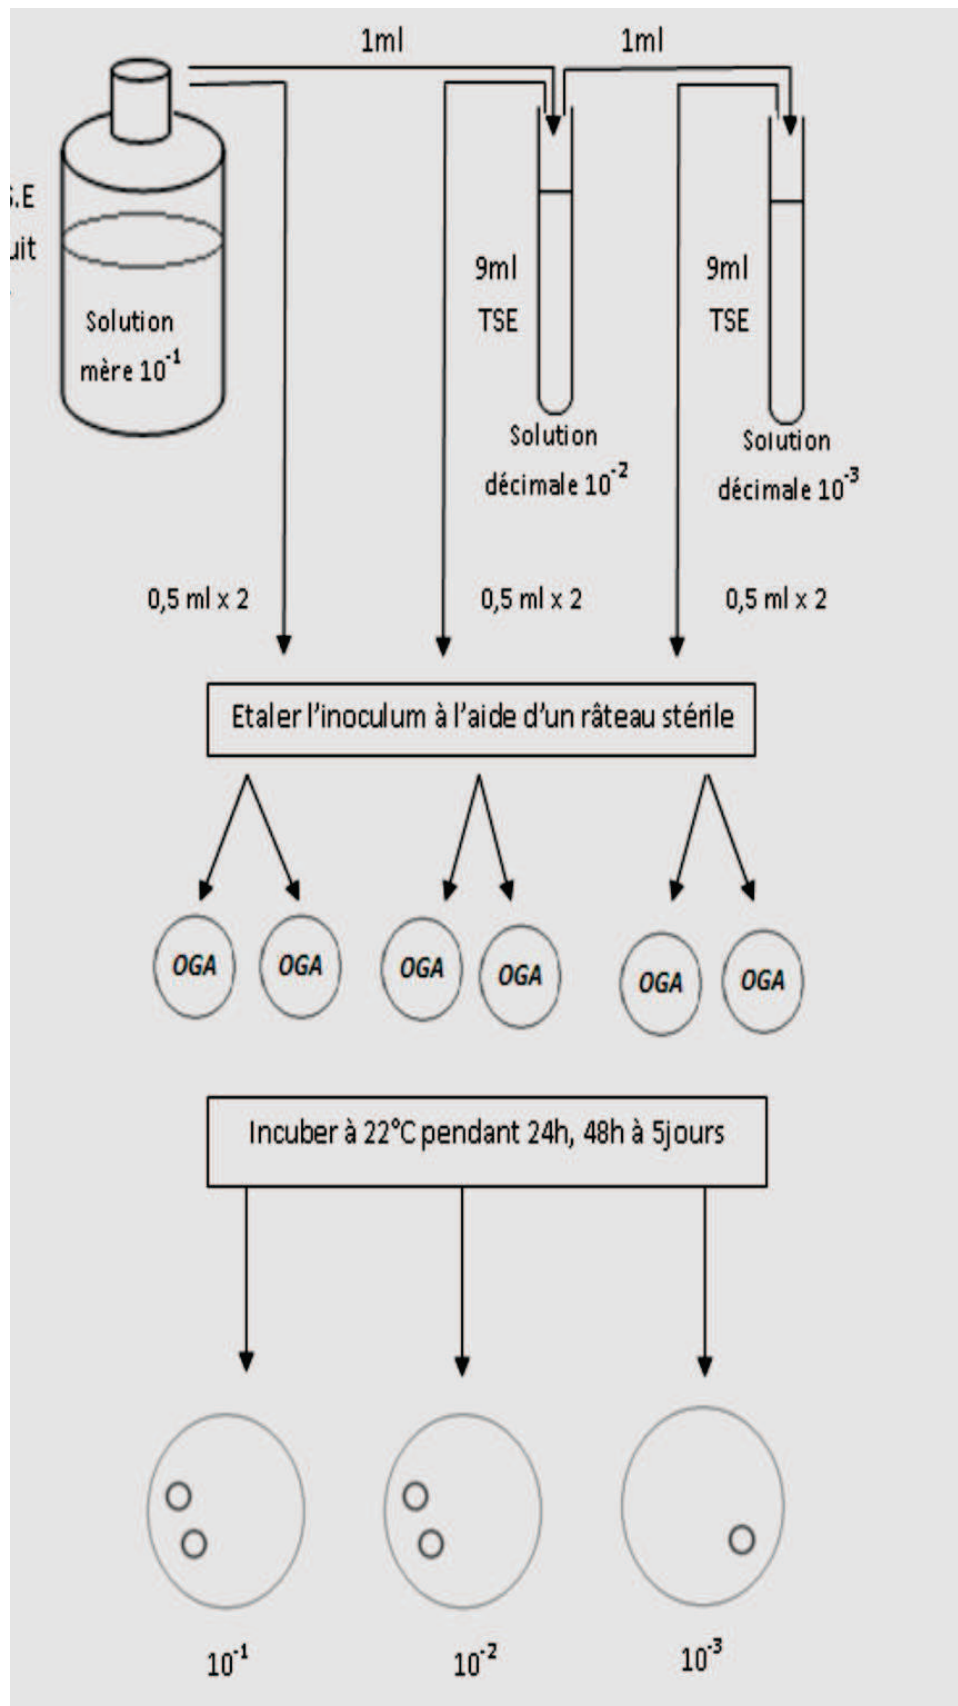 1ml
1ml
.E
uit
Solution
mère 10⁻¹
9ml
TSE
9ml
TSE
Solution
décimale 10⁻²
Solution
décimale 10⁻³
0,5 ml x 2
0,5 ml x 2
0,5 ml x 2
Etaler l’inoculum à l’aide d’un râteau stérile
OGA
OGA
OGA
OGA
OGA
OGA
Incuber à 22°C pendant 24h, 48h à 5jours
10⁻¹
10⁻²
10⁻³